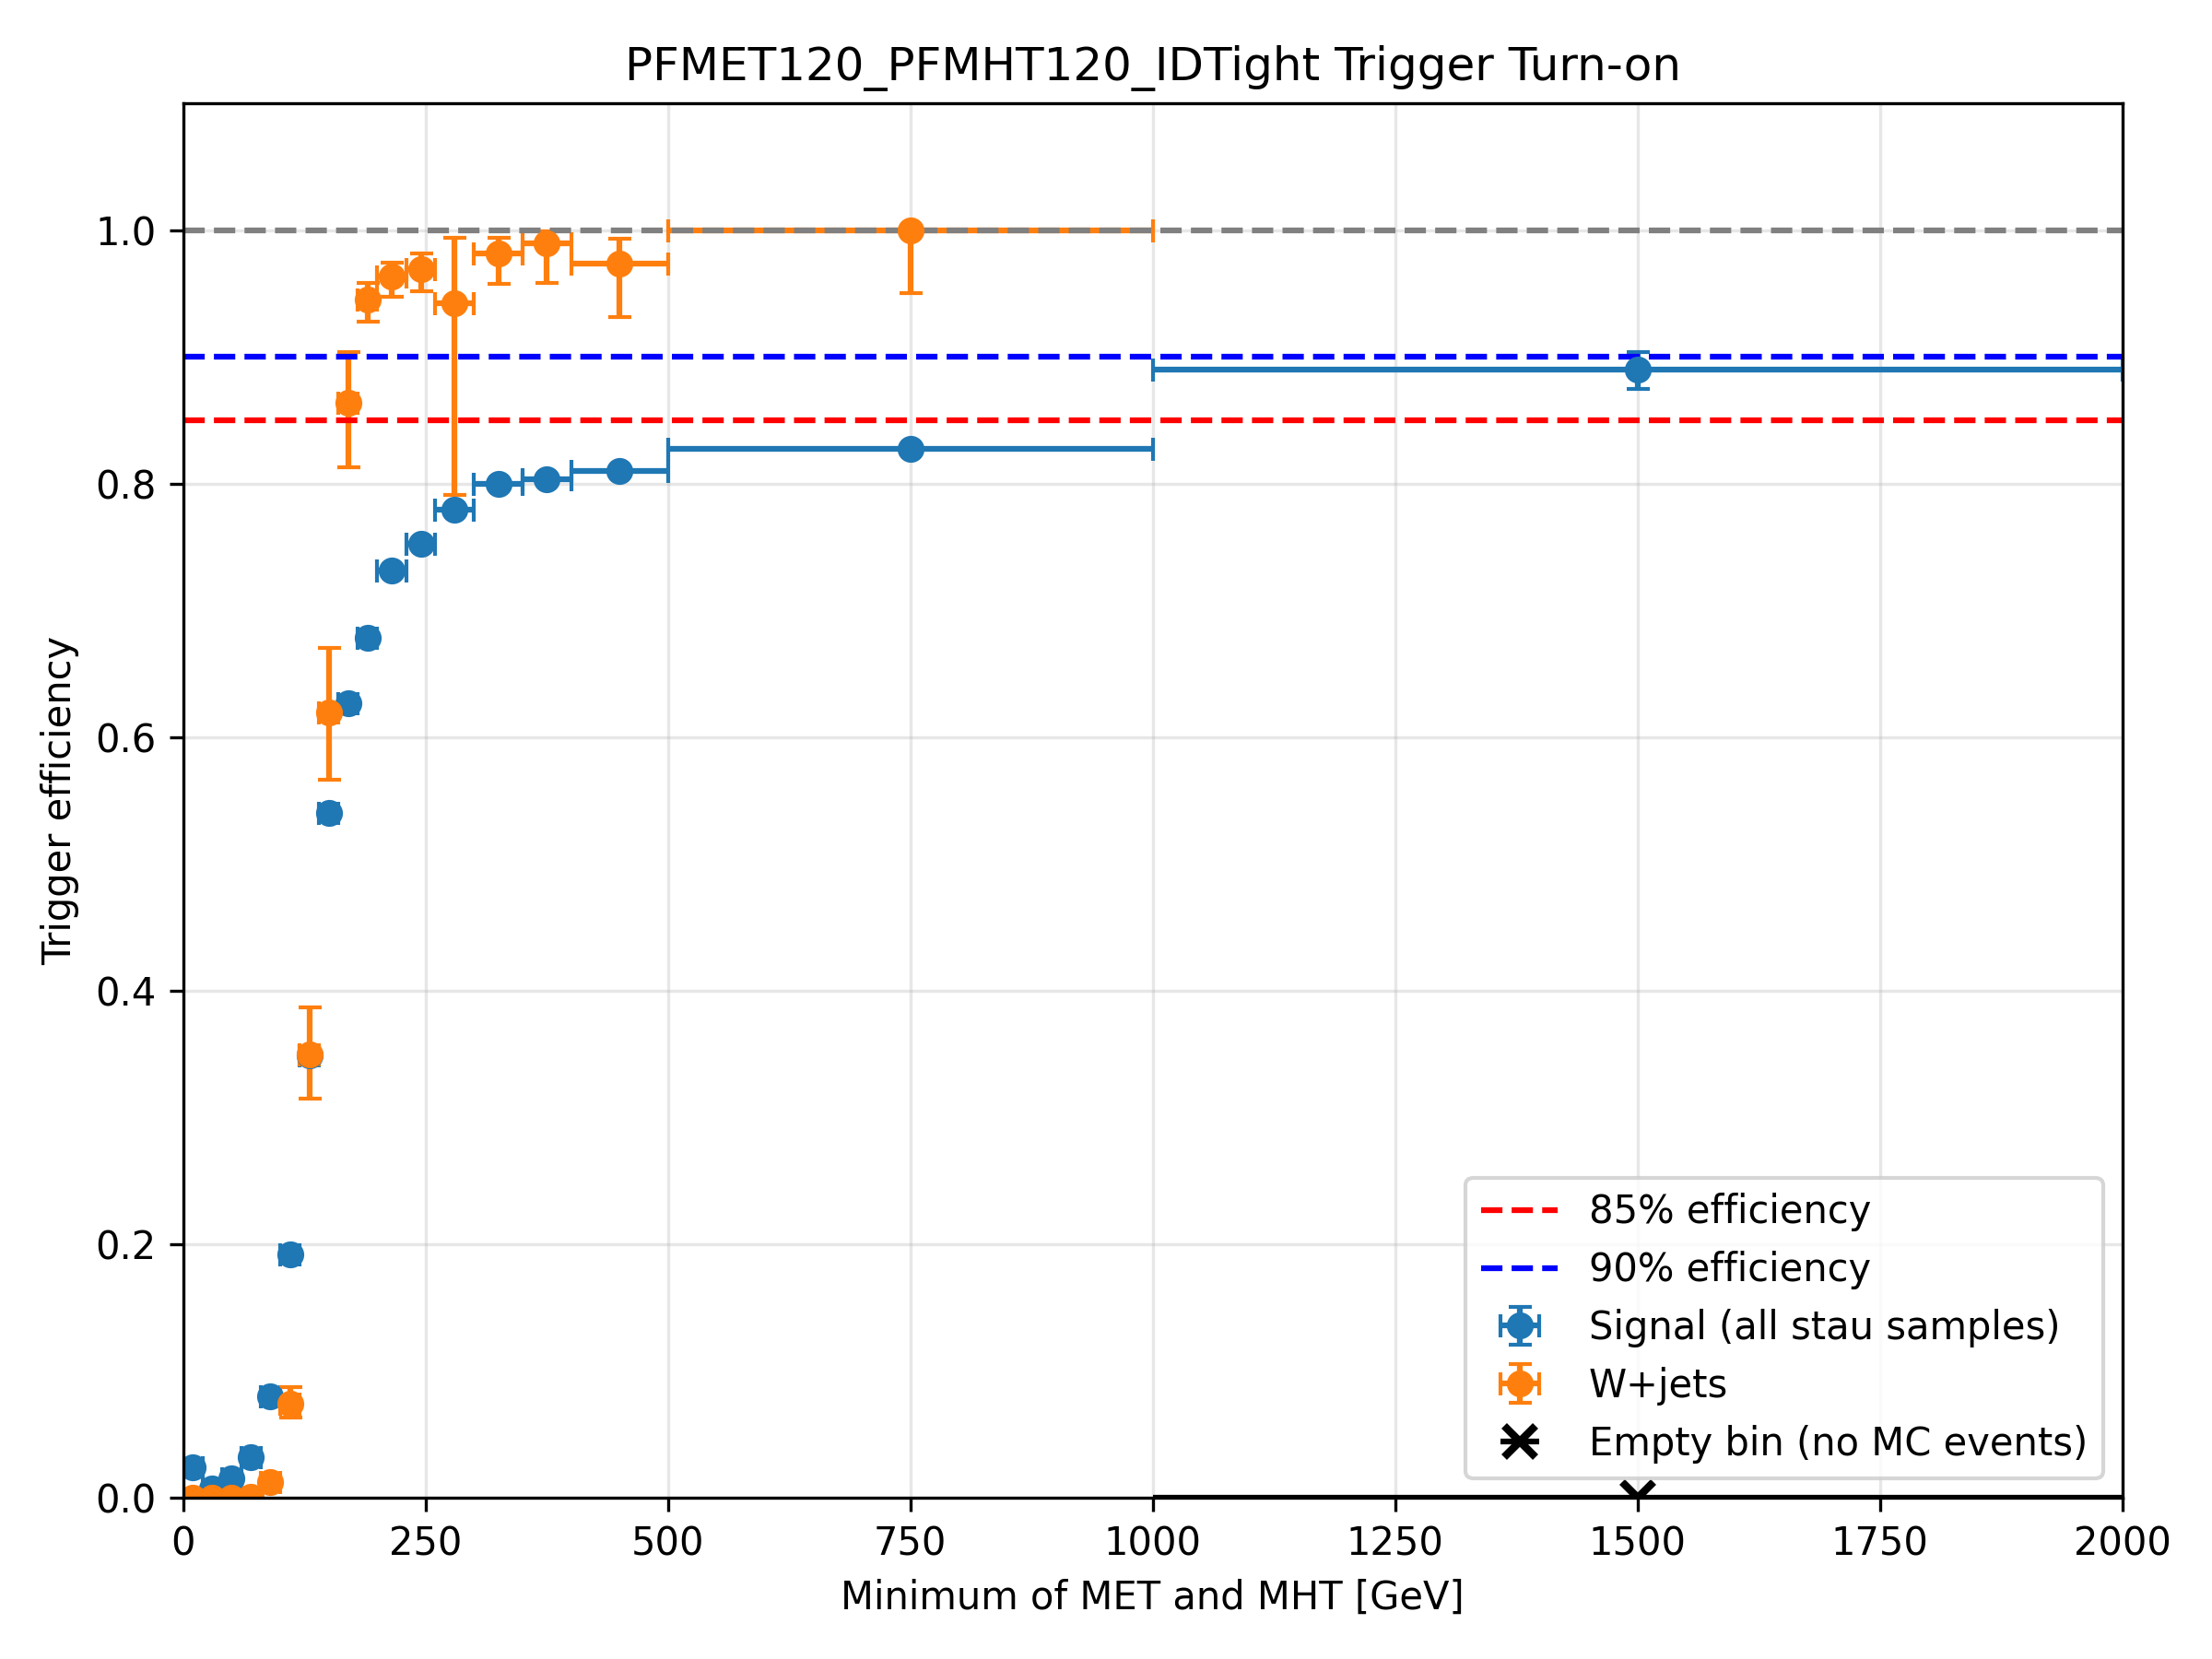 PFMET120_PFMHT120_IDTight Trigger Turn-on
Trigger efficiency
1.0
0.8
0.6
0.4
0.2
0.0
85% efficiency
90% efficiency
Signal (all stau samples)
W+jets
Empty bin (no MC events)
0 250 500 750 1000 1250 1500 1750 2000
Minimum of MET and MHT [GeV]